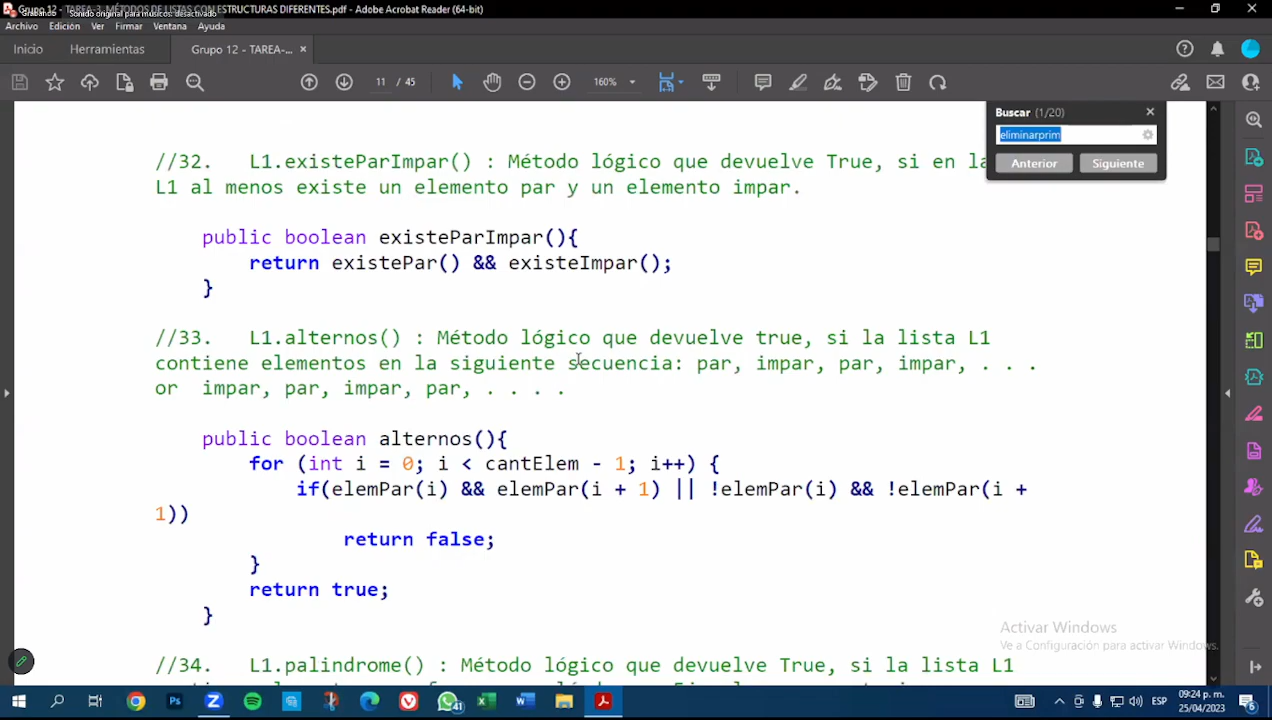 Grupo 12 - TAREA-3. MÉTODOS DE LISTAS CON ESTRUCTURAS DIFERENTES.pdf - Adobe Acrobat Reader (64-bit)
Sonido original para músicos: desactivado
Archivo Edición Ver Firmar Ventana Ayuda
Inicio Herramientas Grupo 12 - TAREA-... ×
11 / 45 160%
Buscar (1/20)
eliminarprim
Anterior Siguiente
//32. L1.existeParImpar() : Método lógico que devuelve True, si en la
L1 al menos existe un elemento par y un elemento impar.
public boolean existeParImpar(){
return existePar() && existeImpar();
}
//33. L1.alternos() : Método lógico que devuelve true, si la lista L1
contiene elementos en la siguiente secuencia: par, impar, par, impar, . . .
or impar, par, impar, par, . . . .
public boolean alternos(){
for (int i = 0; i < cantElem - 1; i++) {
if(elemPar(i) && elemPar(i + 1) || !elemPar(i) && !elemPar(i +
1))
return false;
}
return true;
}
//34. L1.palindrome() : Método lógico que devuelve True, si la lista L1
Activar Windows
Ve a Configuración para activar Windows.
41
ESP
09:24 p. m.
25/04/2023
6